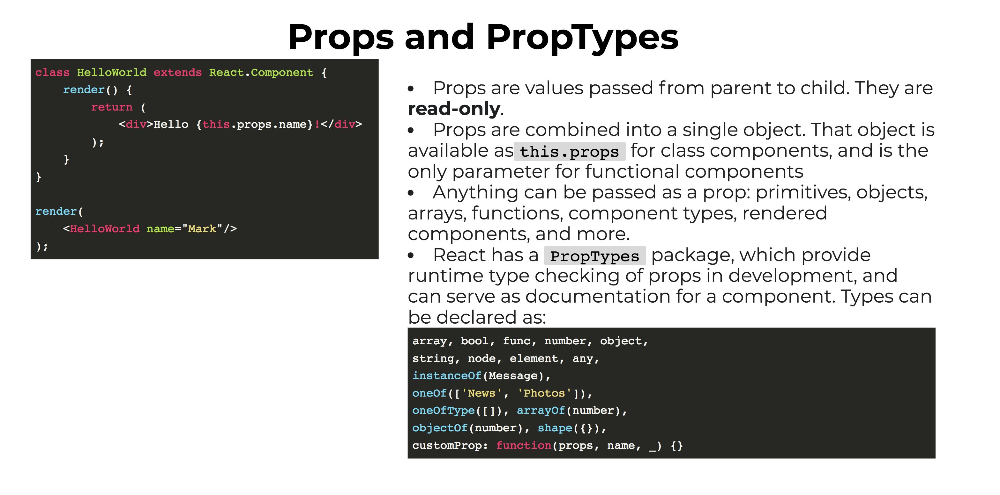 Props and PropTypes
class HelloWorld extends React.Component {
    render() {
        return (
            <div>Hello {this.props.name}!</div>
        );
    }
}

render(
    <HelloWorld name="Mark"/>
);
• Props are values passed from parent to child. They are
read-only.
• Props are combined into a single object. That object is
available as this.props for class components, and is the
only parameter for functional components
• Anything can be passed as a prop: primitives, objects,
arrays, functions, component types, rendered
components, and more.
• React has a PropTypes package, which provide
runtime type checking of props in development, and
can serve as documentation for a component. Types can
be declared as:
array, bool, func, number, object,
string, node, element, any,
instanceOf(Message),
oneOf(['News', 'Photos']),
oneOfType([]), arrayOf(number),
objectOf(number), shape({}),
customProp: function(props, name, _) {}